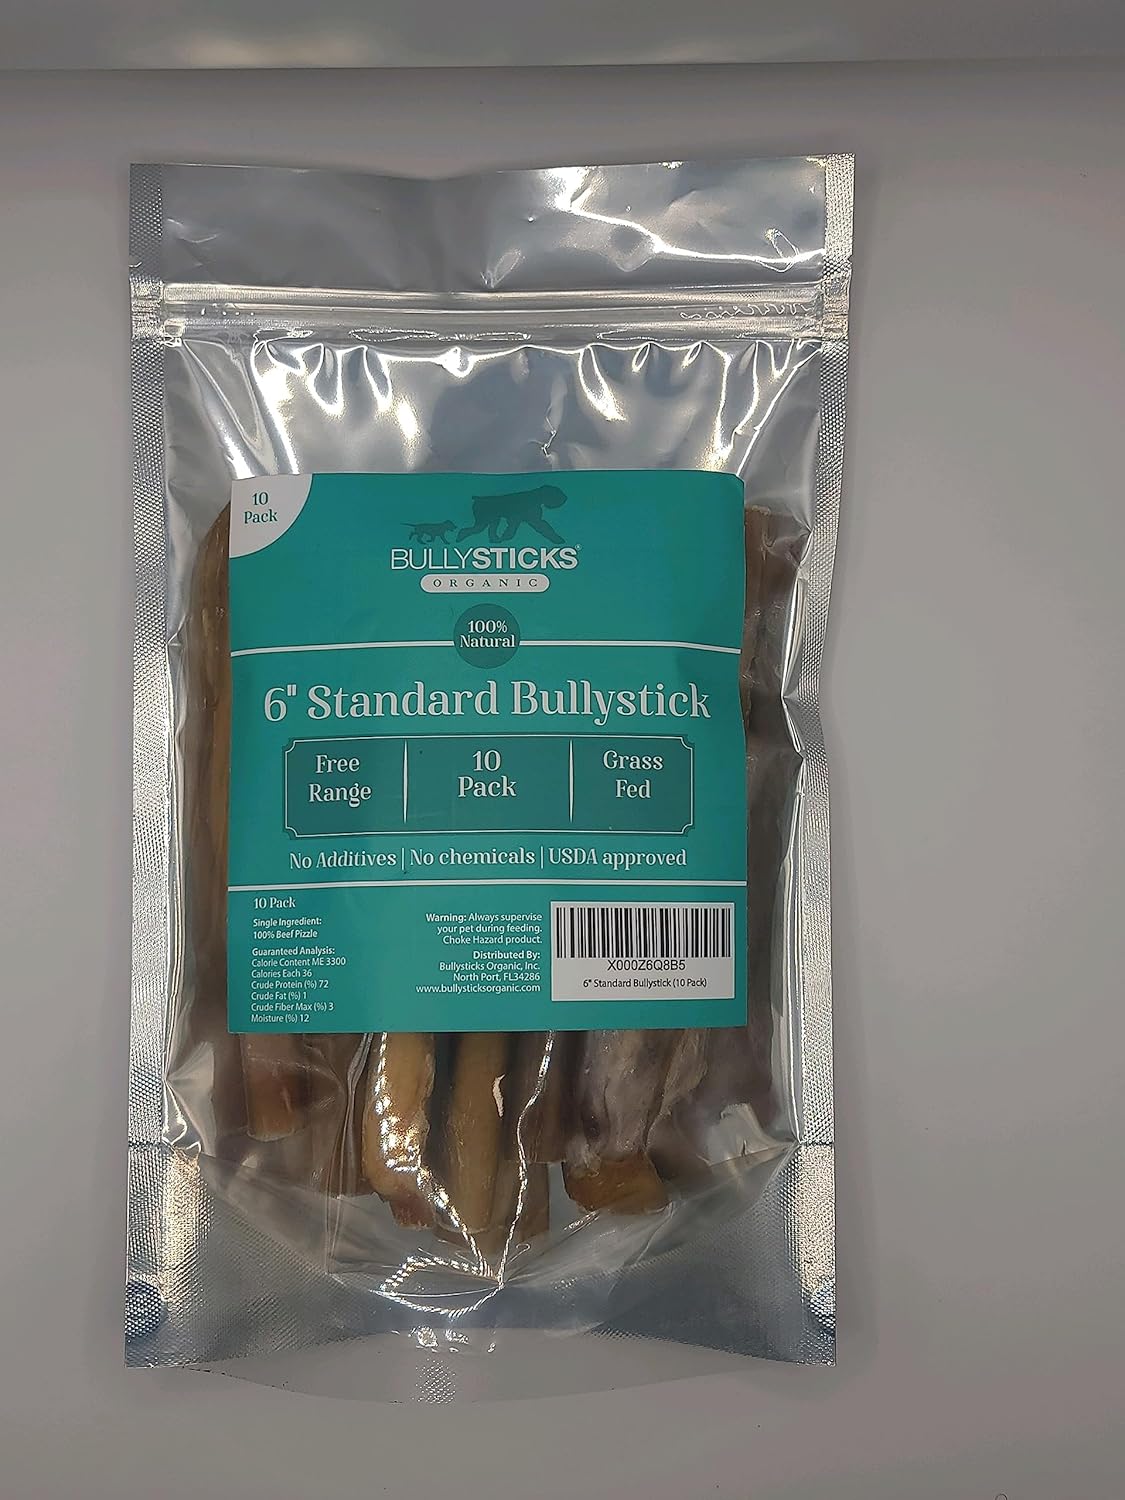 10
Pack
BULLYSTICKS®
ORGANIC
100%
Natural
6" Standard Bullystick
Free
Range
10
Pack
Grass
Fed
No Additives | No chemicals | USDA approved
10 Pack
Single Ingredient:
100% Beef Pizzle
Guaranteed Analysis:
Calorie Content ME 3300
Calories Each 36
Crude Protein (%) 72
Crude Fat (%) 1
Crude Fiber Max (%) 3
Moisture (%) 12
Warning: Always supervise
your pet during feeding.
Choke Hazard product.
Distributed By:
Bullysticks Organic, Inc.
North Port, FL34286
www.bullysticksorganic.com
X000Z6Q8B5
6" Standard Bullystick (10 Pack)